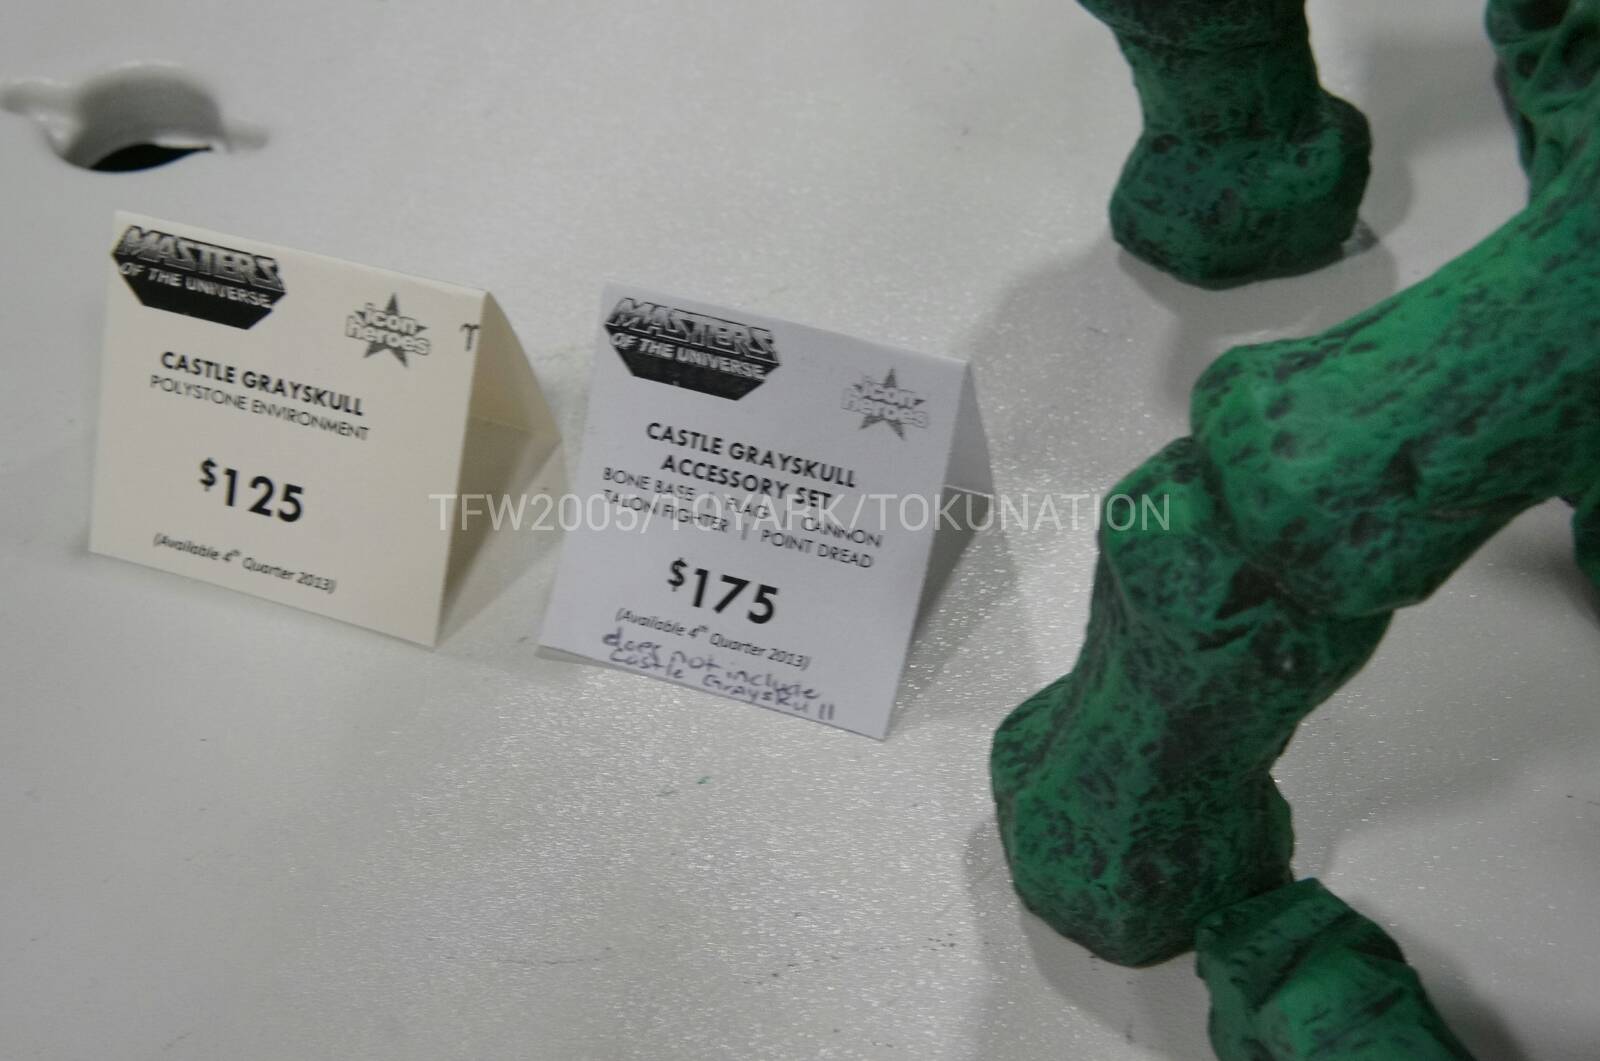 MASTERS
OF THE UNIVERSE
icon
heroes
CASTLE GRAYSKULL
POLYSTONE ENVIRONMENT
$125
(Available 4th Quarter 2013)
MASTERS
OF THE UNIVERSE
icon
heroes
CASTLE GRAYSKULL
ACCESSORY SET
BONE BASE | FLAG | CANNON
TALON FIGHTER | POINT DREAD
$175
(Available 4th Quarter 2013)
does not include
Castle Grayskull
TFW2005/TOYARK/TOKUNATION